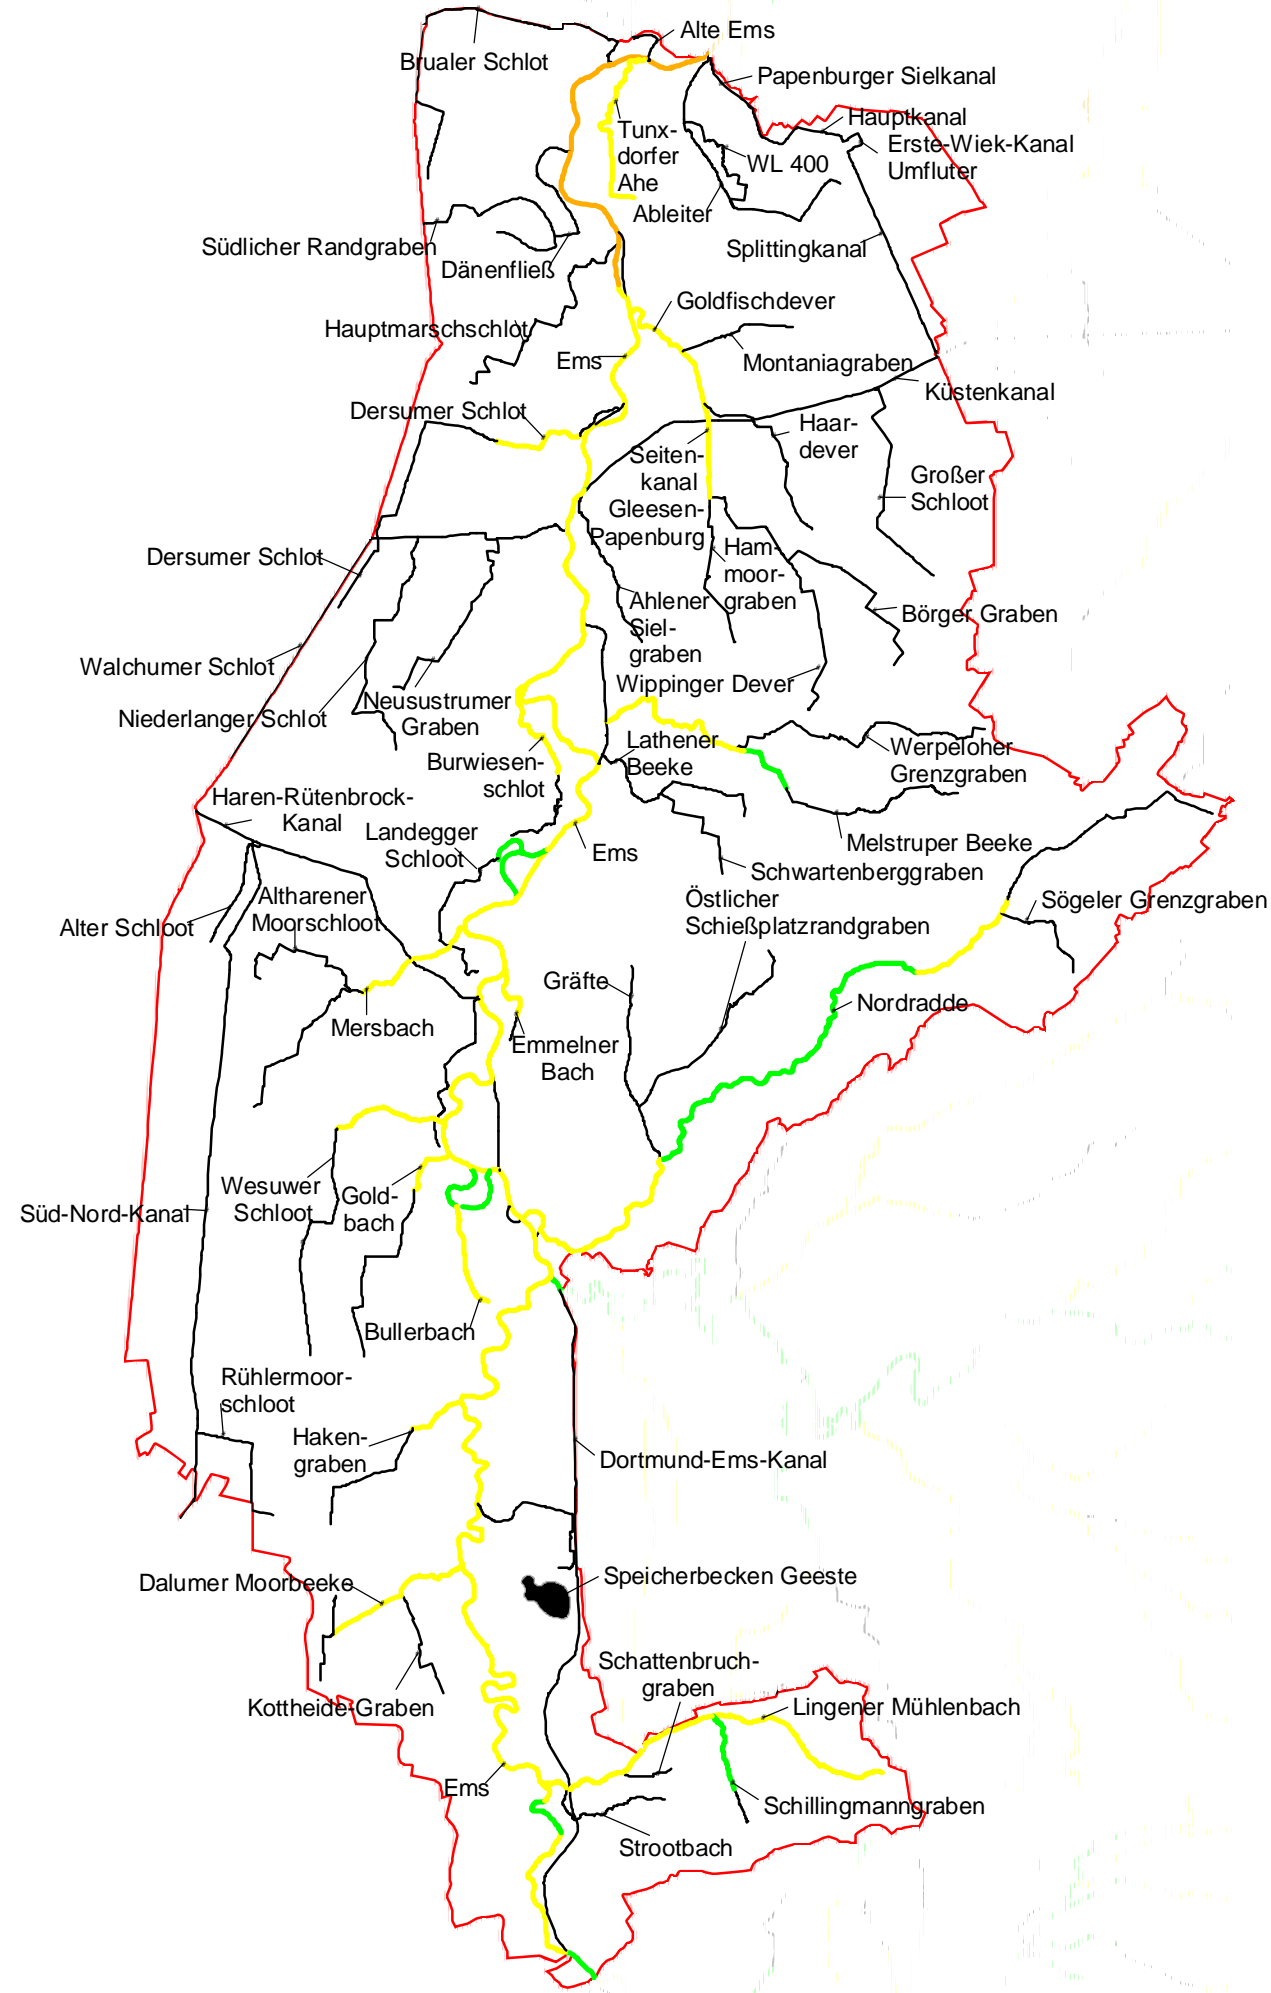 Alte Ems
Brualer Schlot
Papenburger Sielkanal
Hauptkanal
Erste-Wiek-Kanal
Umfluter
Tunx-
dorfer
Ahe
WL 400
Ableiter
Südlicher Randgraben
Dänenfließ
Splittingkanal
Goldfischdever
Hauptmarschschlot
Ems
Montaniagraben
Küstenkanal
Dersumer Schlot
Haar-
dever
Seiten-
kanal
Gleesen-
Papenburg
Großer
Schloot
Dersumer Schlot
Ham-
moor-
graben
Ahlener
Siel-
graben
Börger Graben
Walchumer Schlot
Wippinger Dever
Niederlanger Schlot
Neusustrumer
Graben
Lathener
Beeke
Werpeloher
Grenzgraben
Burwiesen-
schlot
Haren-Rütenbrock-
Kanal
Landegger
Schloot
Ems
Melstruper Beeke
Schwartenberggraben
Altharener
Moorschloot
Östlicher
Schießplatzrandgraben
Sögeler Grenzgraben
Alter Schloot
Gräfte
Nordradde
Mersbach
Emmelner
Bach
Wesuwer
Schloot
Gold-
bach
Süd-Nord-Kanal
Bullerbach
Rühlermoor-
schloot
Haken-
graben
Dortmund-Ems-Kanal
Dalumer Moorbeeke
Speicherbecken Geeste
Schattenbruch-
graben
Kottheide-Graben
Lingener Mühlenbach
Ems
Schillingmanngraben
Strootbach